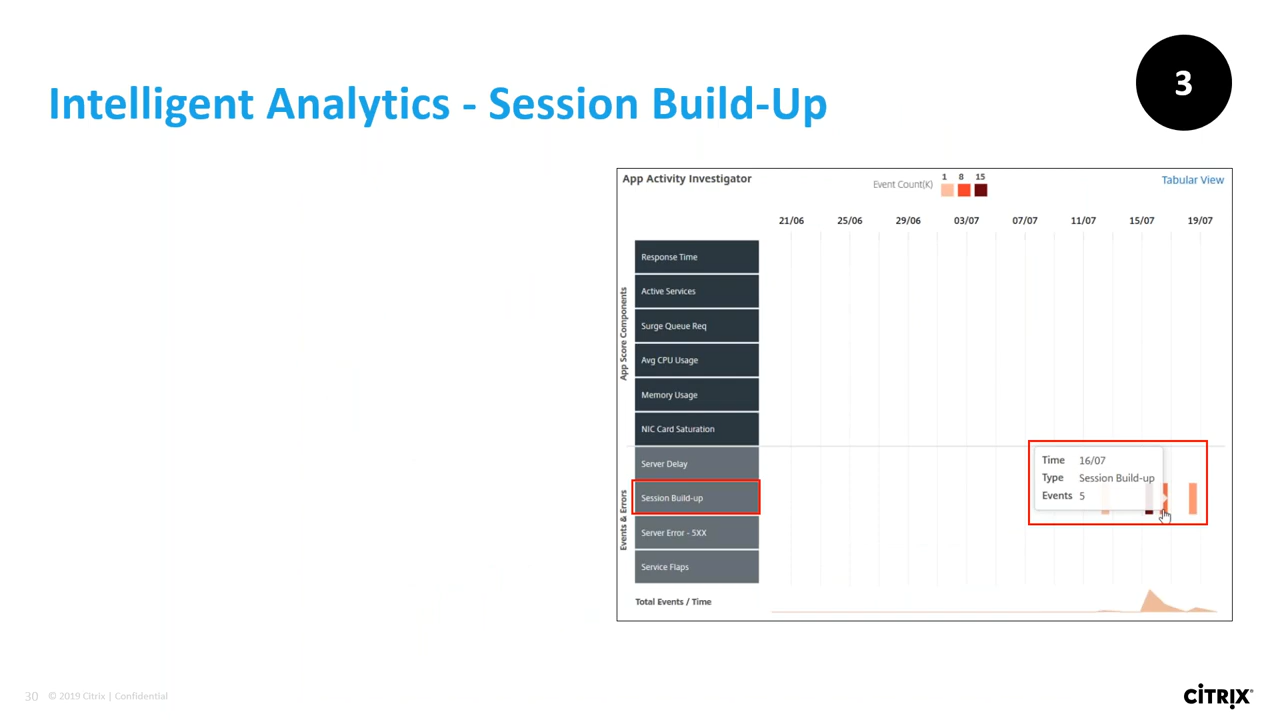 3
Intelligent Analytics - Session Build-Up
App Activity Investigator
Event Count(K)
1 8 15
Tabular View
21/06 25/06 29/06 03/07 07/07 11/07 15/07 19/07
App Score Components
Response Time
Active Services
Surge Queue Req
Avg CPU Usage
Memory Usage
NIC Card Saturation
Events & Errors
Server Delay
Session Build-up
Server Error - 5XX
Service Flaps
Time 16/07
Type Session Build-up
Events 5
Total Events / Time
30 © 2019 Citrix | Confidential
CİTRIX